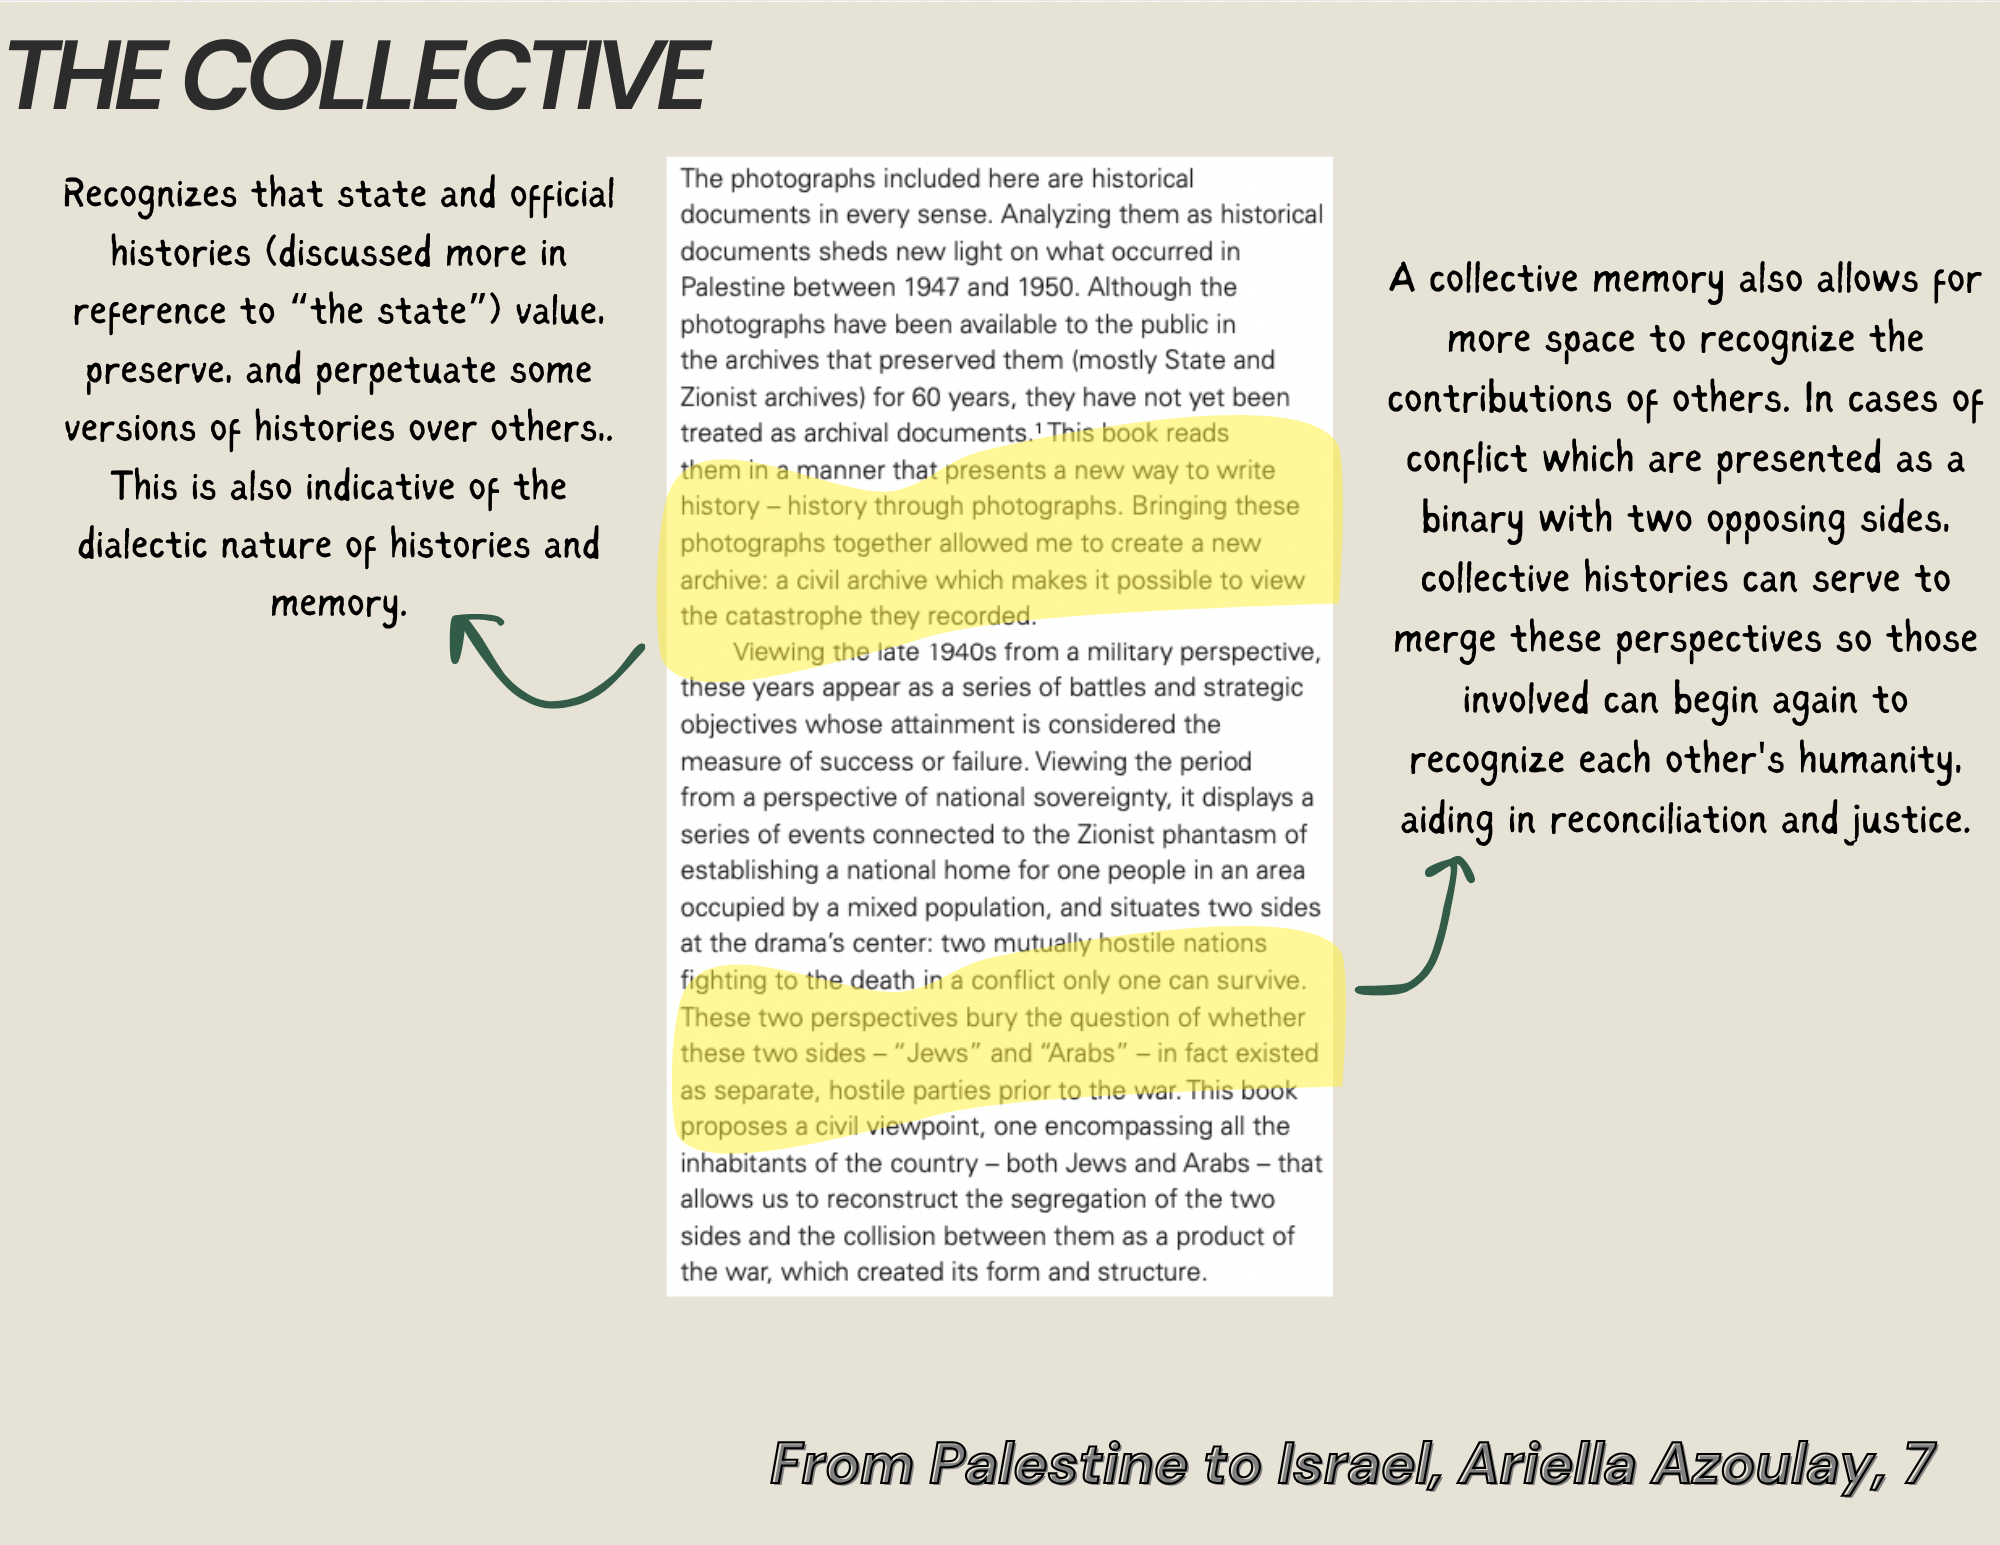 THE COLLECTIVE
Recognizes that state and official
histories (discussed more in
reference to “the state”) value,
preserve, and perpetuate some
versions of histories over others,.
This is also indicative of the
dialectic nature of histories and
memory.
The photographs included here are historical
documents in every sense. Analyzing them as historical
documents sheds new light on what occurred in
Palestine between 1947 and 1950. Although the
photographs have been available to the public in
the archives that preserved them (mostly State and
Zionist archives) for 60 years, they have not yet been
treated as archival documents.¹ This book reads
them in a manner that presents a new way to write
history – history through photographs. Bringing these
photographs together allowed me to create a new
archive: a civil archive which makes it possible to view
the catastrophe they recorded.
Viewing the late 1940s from a military perspective,
these years appear as a series of battles and strategic
objectives whose attainment is considered the
measure of success or failure. Viewing the period
from a perspective of national sovereignty, it displays a
series of events connected to the Zionist phantasm of
establishing a national home for one people in an area
occupied by a mixed population, and situates two sides
at the drama’s center: two mutually hostile nations
fighting to the death in a conflict only one can survive.
These two perspectives bury the question of whether
these two sides – “Jews” and “Arabs” – in fact existed
as separate, hostile parties prior to the war. This book
proposes a civil viewpoint, one encompassing all the
inhabitants of the country – both Jews and Arabs – that
allows us to reconstruct the segregation of the two
sides and the collision between them as a product of
the war, which created its form and structure.
A collective memory also allows for
more space to recognize the
contributions of others. In cases of
conflict which are presented as a
binary with two opposing sides,
collective histories can serve to
merge these perspectives so those
involved can begin again to
recognize each other's humanity,
aiding in reconciliation and justice.
From Palestine to Israel, Ariella Azoulay, 7